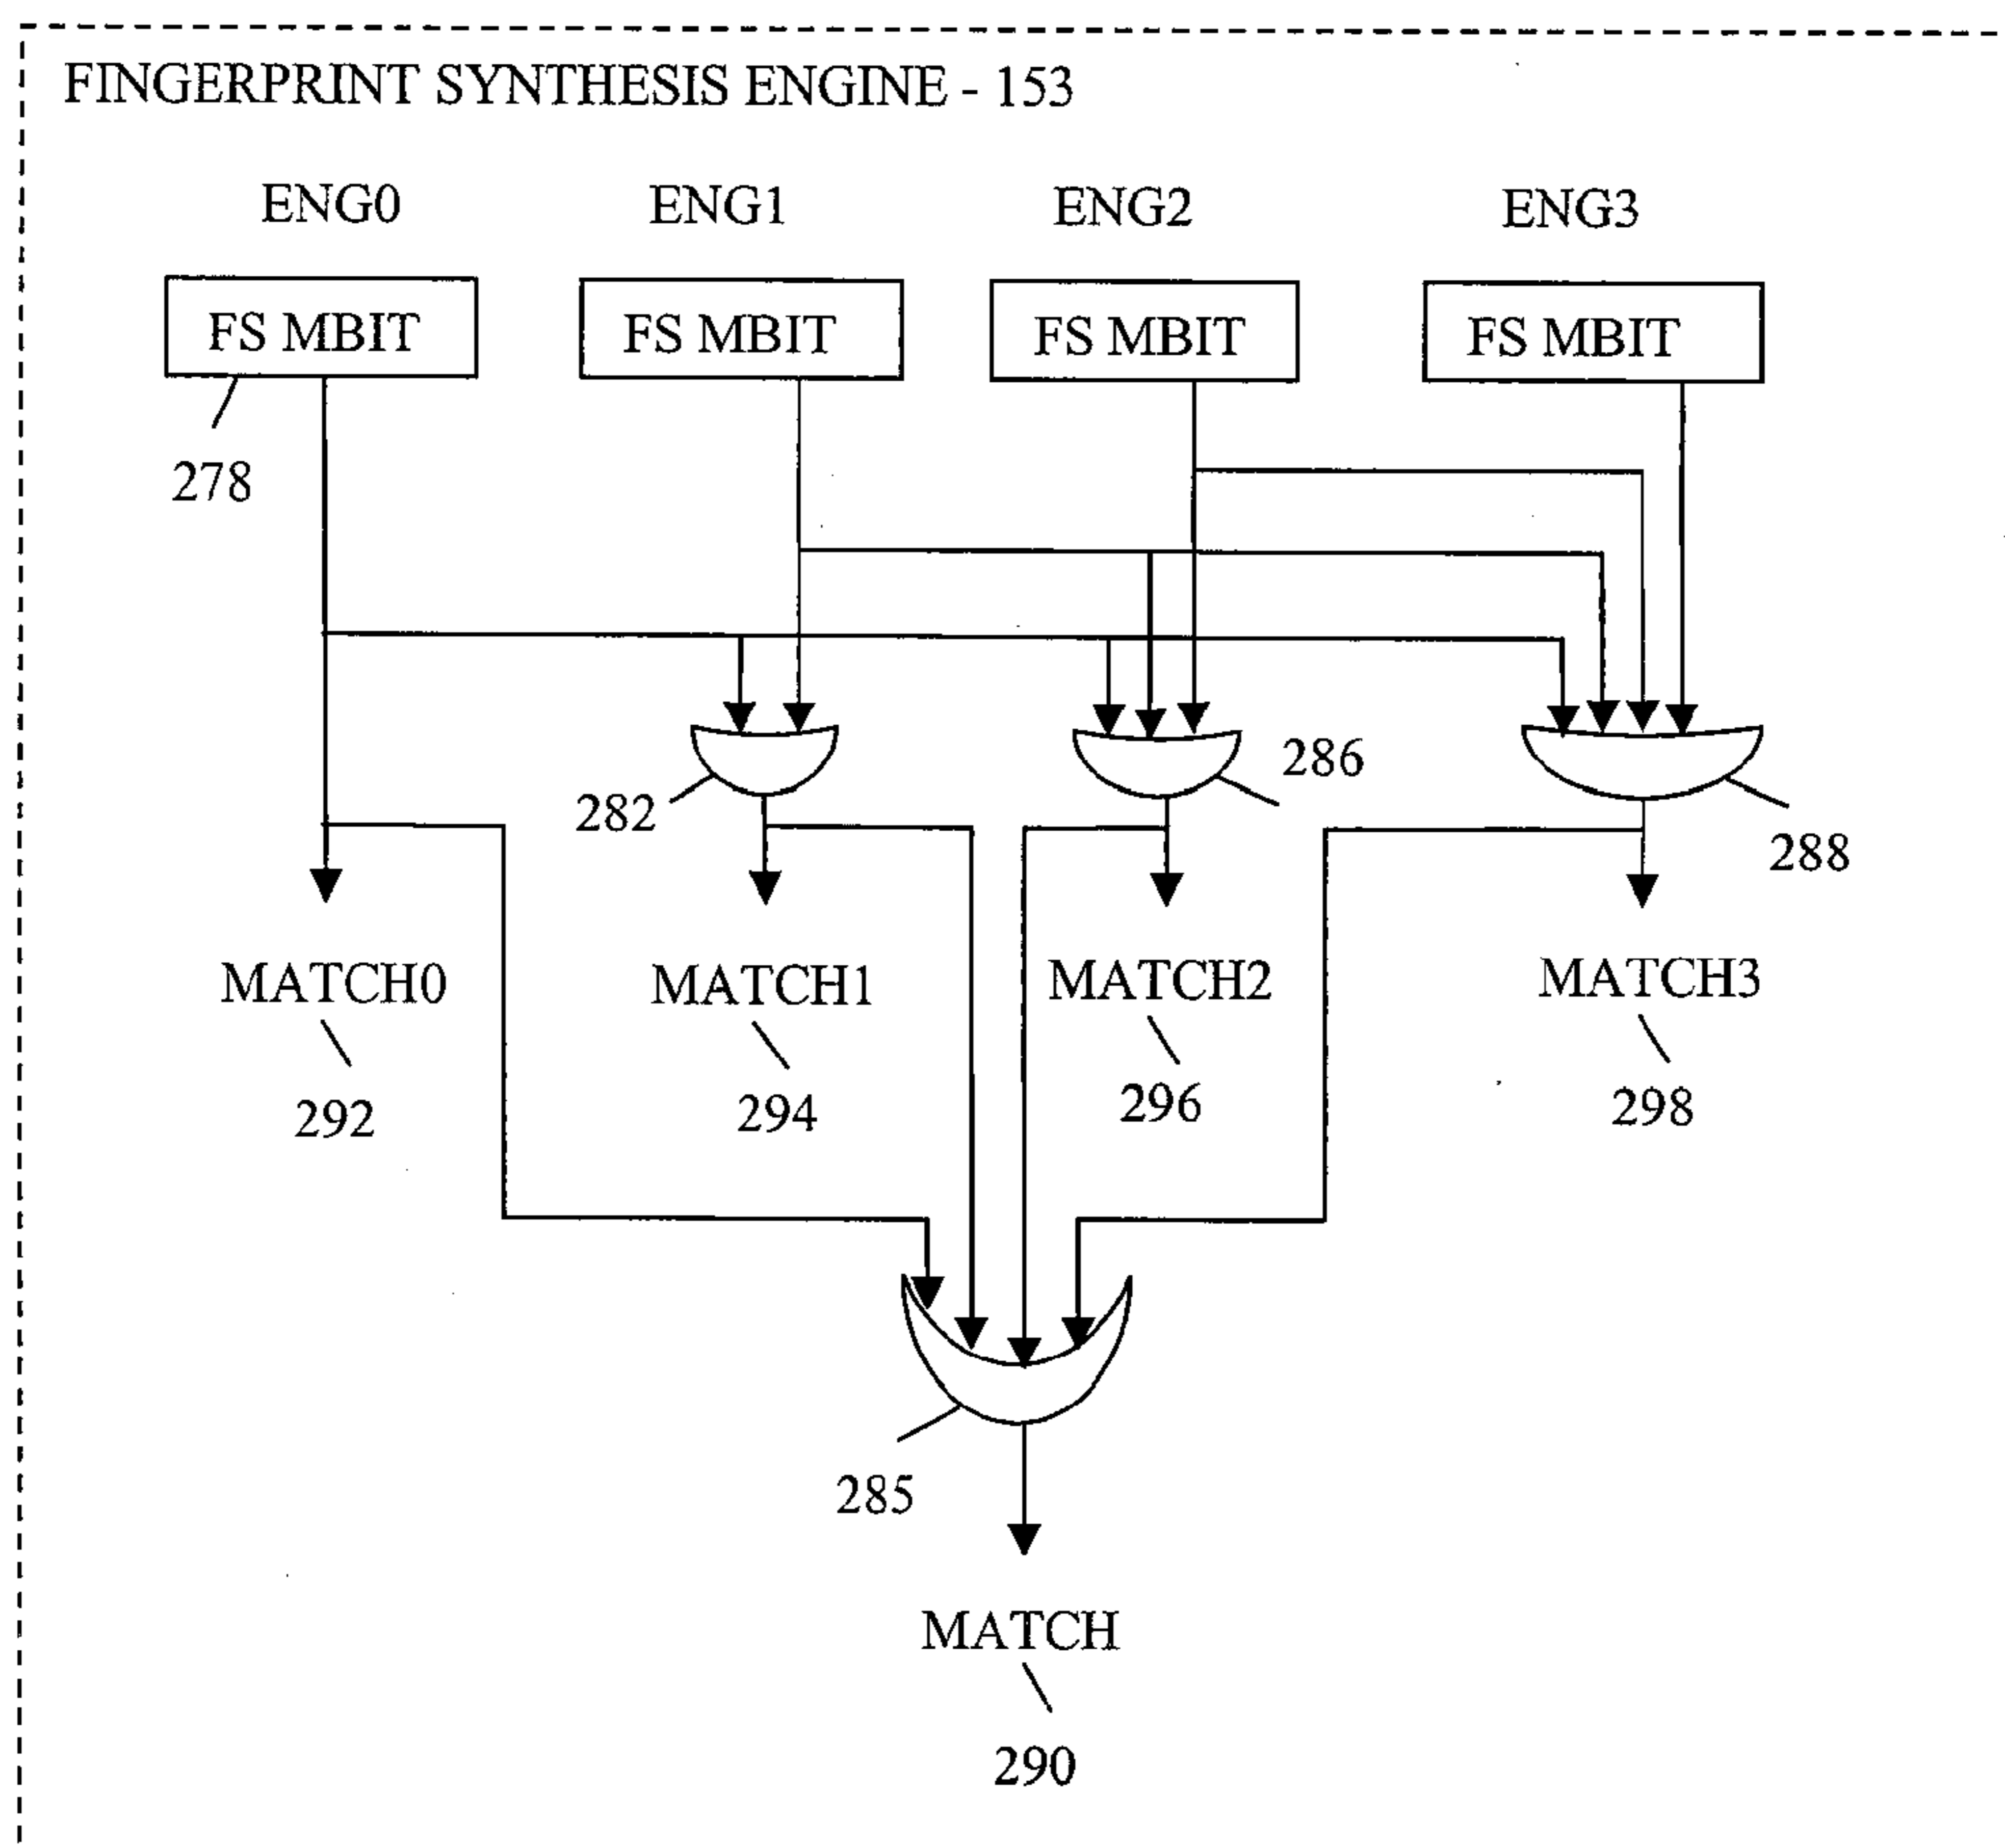 FINGERPRINT SYNTHESIS ENGINE - 153
ENG0 ENG1 ENG2 ENG3
FS MBIT FS MBIT FS MBIT FS MBIT
278
286
282
288
MATCH0 MATCH1 MATCH2 MATCH3
292 294 296 298
285
MATCH
290